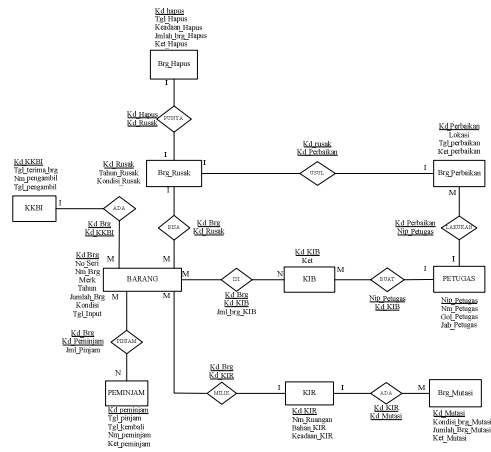 Kd_hapus
Tgl_Hapus
Keadaan_Hapus
Jmlah_brg_Hapus
Ket_Hapus
Brg_Hapus
I
Kd_Hapus
Kd_Rusak
PUNYA
I
Kd_KKBI
Tgl_terima_brg
Nm_pengambil
Tgl_pengambil
KKBI
I
ADA
Kd_Brg
Kd_KKBI
M
Kd_Rusak
Tahun_Rusak
Kondisi_Rusak
Brg_Rusak
I
I
Kd_rusak
Kd_Perbaikan
USUL
I
Kd_Perbaikan
Lokasi
Tgl_perbaikan
Ket_perbaikan
Brg_Perbaikan
M
BISA
Kd_Brg
Kd_Rusak
M
Kd_Perbaikan
Nip_Petugas
LAKUKAN
I
Kd_Brg
No_Seri
Nm_Brg
Merk
Tahun
Jumlah_Brg
Kondisi
Tgl_Input
BARANG
M
ISI
Kd_Brg
Kd_KIB
Jml_brg_KIB
N
Kd_KIB
Ket
KIB
M
BUAT
Nip_Petugas
Kd_KIB
I
PETUGAS
Nip_Petugas
Nm_Petugas
Gol_Petugas
Jab_Petugas
M
M
Kd_Brg
Kd_Peminjam
Jml_Pinjam
PINJAM
N
PEMINJAM
Kd_peminjam
Tgl_pinjam
Tgl_kembali
Nm_peminjam
Ket_peminjam
Kd_Brg
Kd_KIR
MILIK
I
KIR
Kd_KIR
Nm_Ruangan
Bahan_KIR
Keadaan_KIR
I
ADA
Kd_KIR
Kd_Mutasi
M
Brg_Mutasi
Kd_Mutasi
Kondisi_brg_Mutasi
Jumlah_Brg_Mutasi
Ket_Mutasi